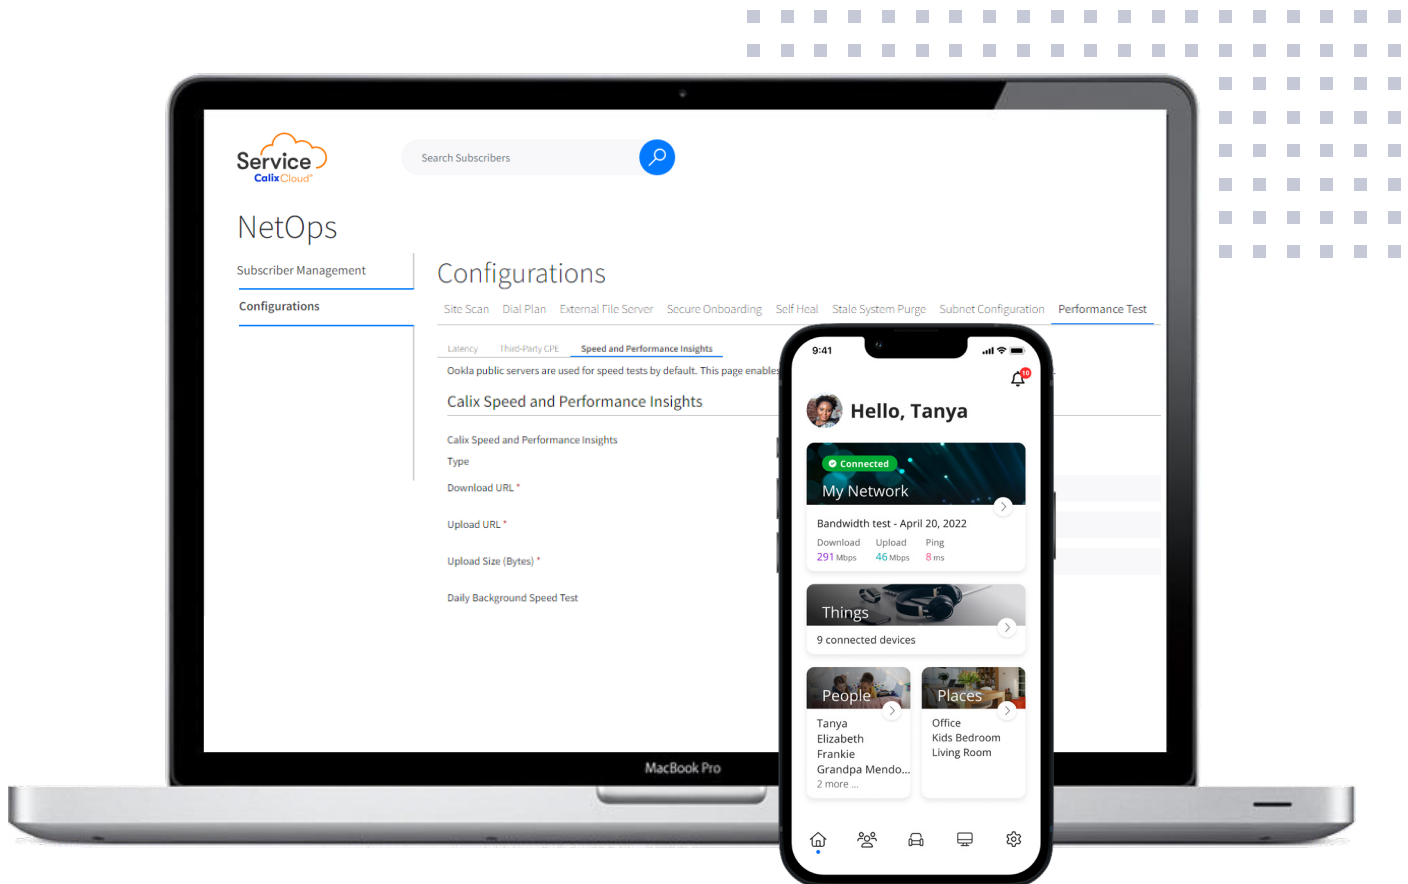 Service
CalixCloud®
Search Subscribers
NetOps
Subscriber Management
Configurations
Configurations
Site Scan Dial Plan External File Server Secure Onboarding Self Heal Stale System Purge Subnet Configuration Performance Test
Latency Third-Party CPE Speed and Performance Insights
Ookla public servers are used for speed tests by default. This page enables
Calix Speed and Performance Insights
Calix Speed and Performance Insights
Type
Download URL *
Upload URL *
Upload Size (Bytes) *
Daily Background Speed Test
MacBook Pro
9:41
10
Hello, Tanya
Connected
My Network
Bandwidth test - April 20, 2022
Download Upload Ping
291 Mbps 46 Mbps 8 ms
Things
9 connected devices
People
Tanya
Elizabeth
Frankie
Grandpa Mendo...
2 more ...
Places
Office
Kids Bedroom
Living Room